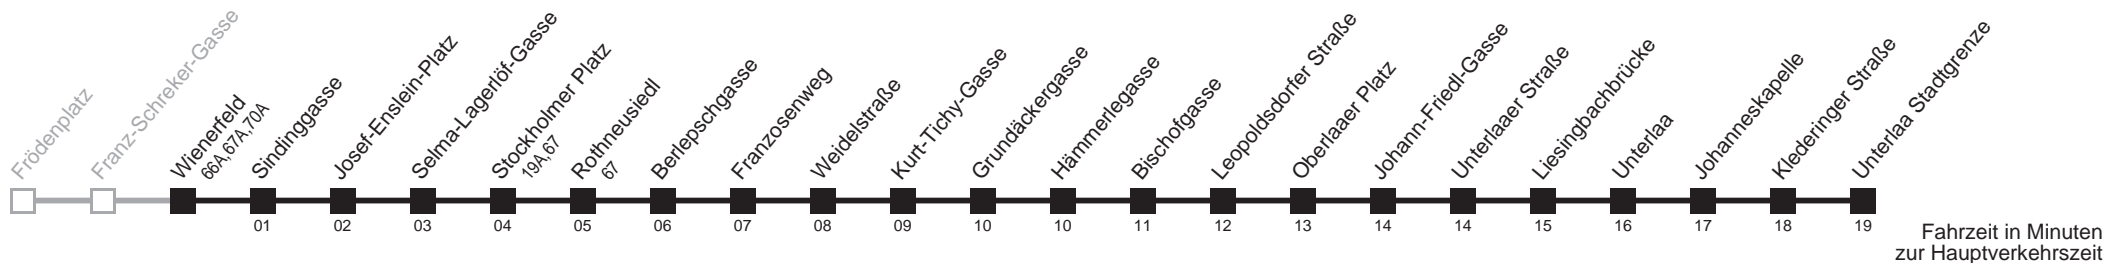 Frödenplatz
Franz-Schreker-Gasse
Wienerfeld
66A,67A,70A
Sindinggasse
Josef-Enslein-Platz
Selma-Lagerlöf-Gasse
Stockholmer Platz
19A,67
Rothneusiedl
67
Berlepschgasse
Franzosenweg
Weidelstraße
Kurt-Tichy-Gasse
Grundäckergasse
Hämmerlegasse
Bischofgasse
Leopoldsdorfer Straße
Oberlaaer Platz
Johann-Friedl-Gasse
Unterlaaer Straße
Liesingbachbrücke
Unterlaa
Johanneskapelle
Klederinger Straße
Unterlaa Stadtgrenze
01 02 03 04 05 06 07 08 09 10 10 11 12 13 14 14 15 16 17 18 19
Fahrzeit in Minuten
zur Hauptverkehrszeit